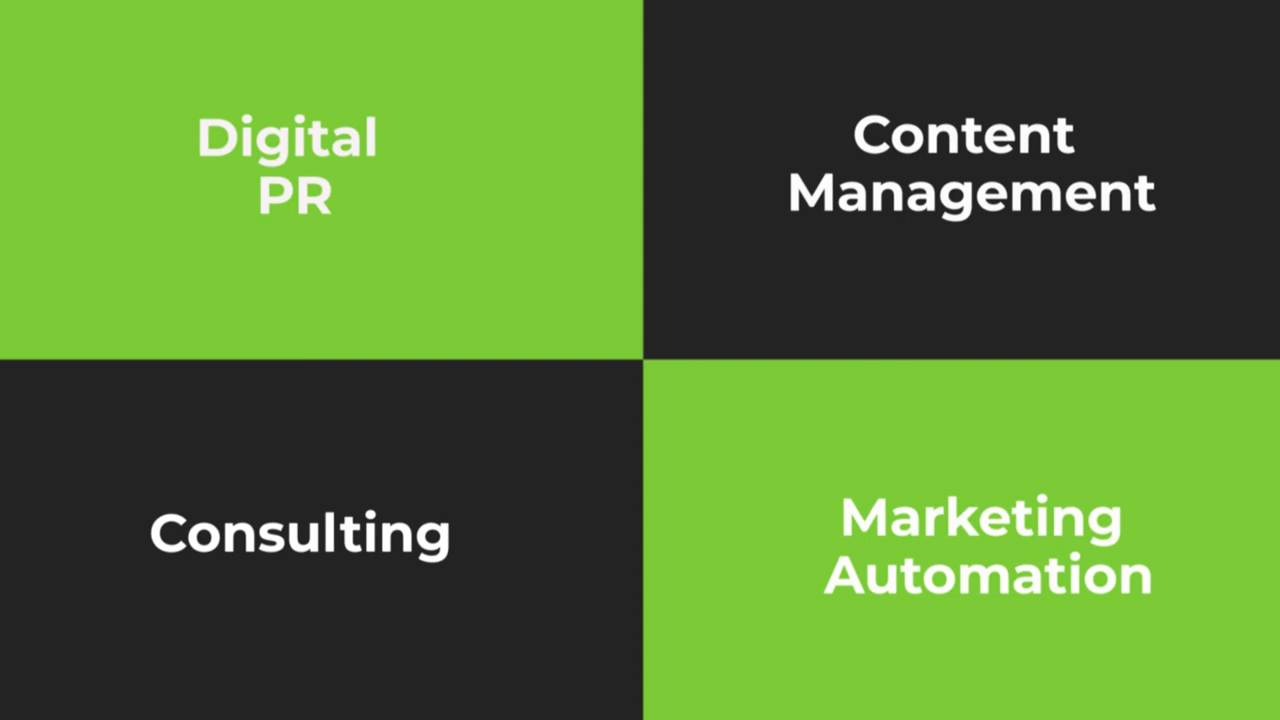 Digital
PR
Content
Management
Consulting
Marketing
Automation